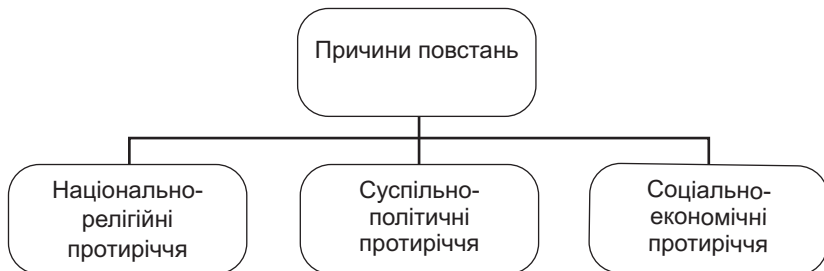 Причини повстань
Національно-
релігійні
протиріччя
Суспільно-
політичні
протиріччя
Соціально-
економічні
протиріччя